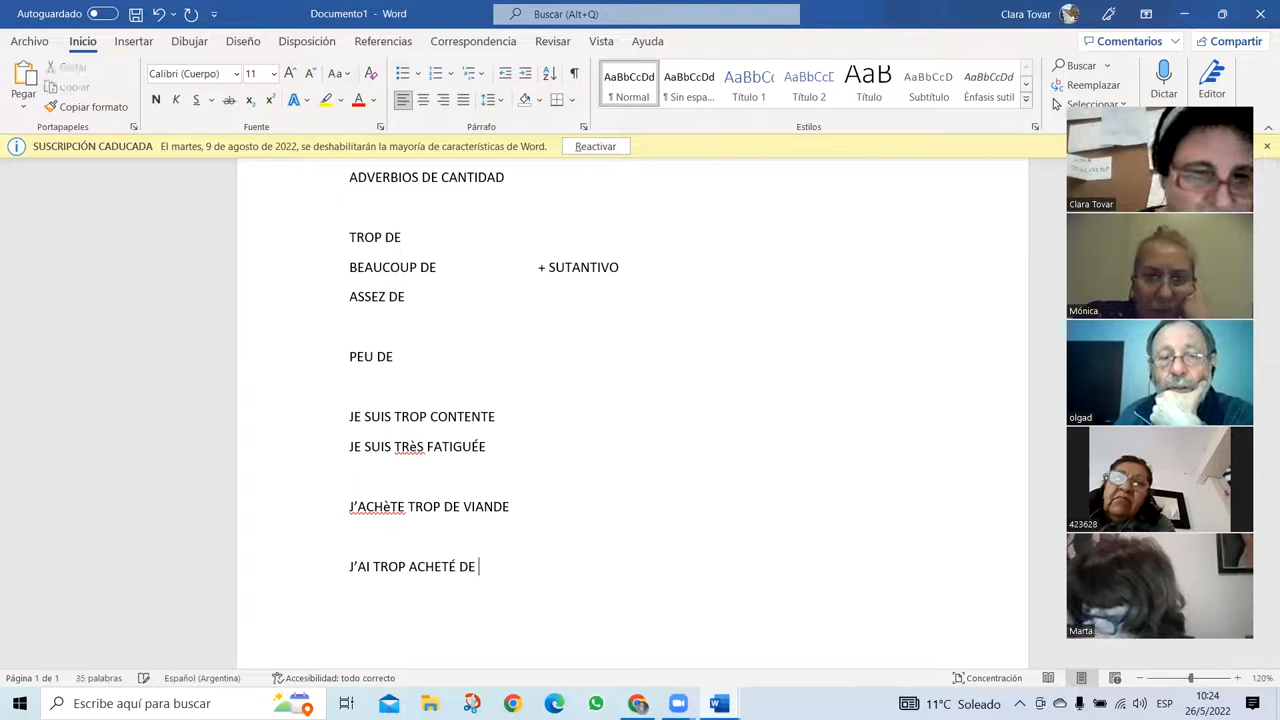 Autoguardado
Documento1 - Word
Buscar (Alt+Q)
Clara Tovar
Archivo Inicio Insertar Dibujar Diseño Disposición Referencias Correspondencia Revisar Vista Ayuda
Comentarios Compartir
Pegar
Cortar
Copiar
Copiar formato
Portapapeles
Calibri (Cuerpo) 11
N K S
Fuente
Párrafo
AaBbCcDd AaBbCcDd AaBbCc AaBbCcD AaB AaBbCcD AaBbCcDd
¶ Normal ¶ Sin espa... Título 1 Título 2 Título Subtítulo Énfasis sutil
Estilos
Buscar
Reemplazar
Seleccionar
Dictar
Editor
SUSCRIPCIÓN CADUCADA El martes, 9 de agosto de 2022, se deshabilitarán la mayoría de características de Word. Reactivar
ADVERBIOS DE CANTIDAD
TROP DE
BEAUCOUP DE + SUTANTIVO
ASSEZ DE
PEU DE
JE SUIS TROP CONTENTE
JE SUIS TRèS FATIGUÉE
J’ACHèTE TROP DE VIANDE
J’AI TROP ACHETÉ DE
Clara Tovar
Mónica
olgad
423628
Marta
Página 1 de 1 35 palabras Español (Argentina) Accesibilidad: todo correcto Concentración 120%
Escribe aquí para buscar
11°C Soleado
ESP
10:24
26/5/2022